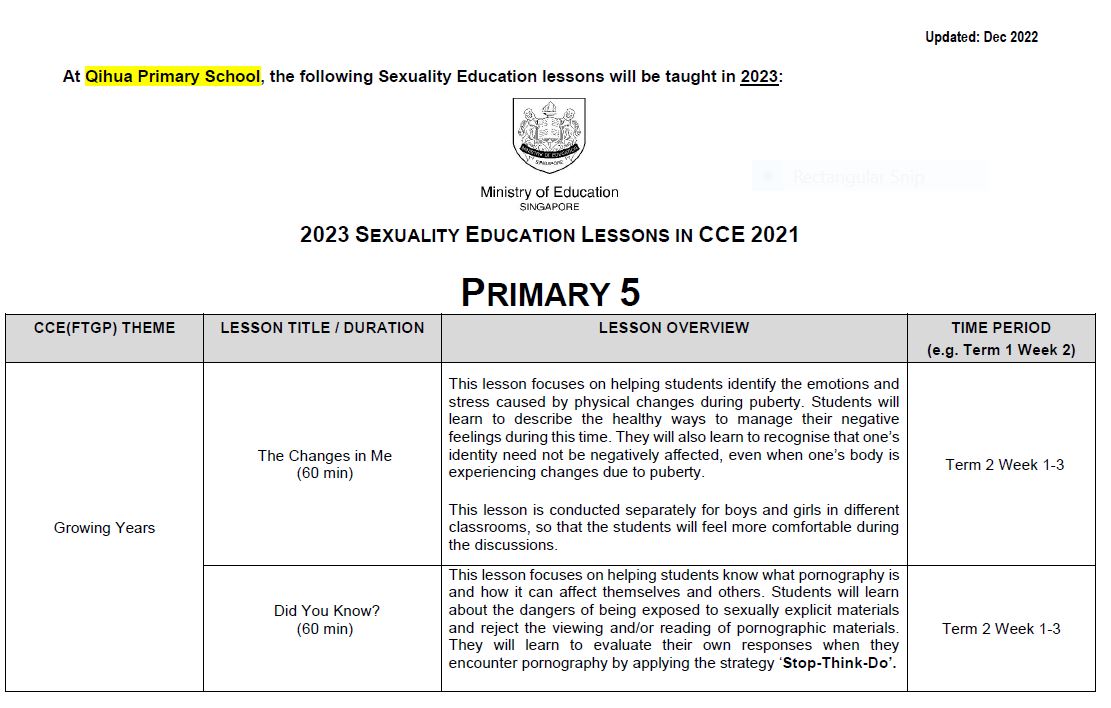 Updated: Dec 2022
At Qihua Primary School, the following Sexuality Education lessons will be taught in 2023:
MINISTRY OF EDUCATION
SINGAPORE
Ministry of Education
SINGAPORE
Rectangular Snip
2023 SEXUALITY EDUCATION LESSONS IN CCE 2021
PRIMARY 5
CCE(FTGP) THEME
LESSON TITLE / DURATION
LESSON OVERVIEW
TIME PERIOD
(e.g. Term 1 Week 2)
Growing Years
The Changes in Me
(60 min)
This lesson focuses on helping students identify the emotions and
stress caused by physical changes during puberty. Students will
learn to describe the healthy ways to manage their negative
feelings during this time. They will also learn to recognise that one’s
identity need not be negatively affected, even when one’s body is
experiencing changes due to puberty.
This lesson is conducted separately for boys and girls in different
classrooms, so that the students will feel more comfortable during
the discussions.
Term 2 Week 1-3
Did You Know?
(60 min)
This lesson focuses on helping students know what pornography is
and how it can affect themselves and others. Students will learn
about the dangers of being exposed to sexually explicit materials
and reject the viewing and/or reading of pornographic materials.
They will learn to evaluate their own responses when they
encounter pornography by applying the strategy ‘Stop-Think-Do’.
Term 2 Week 1-3